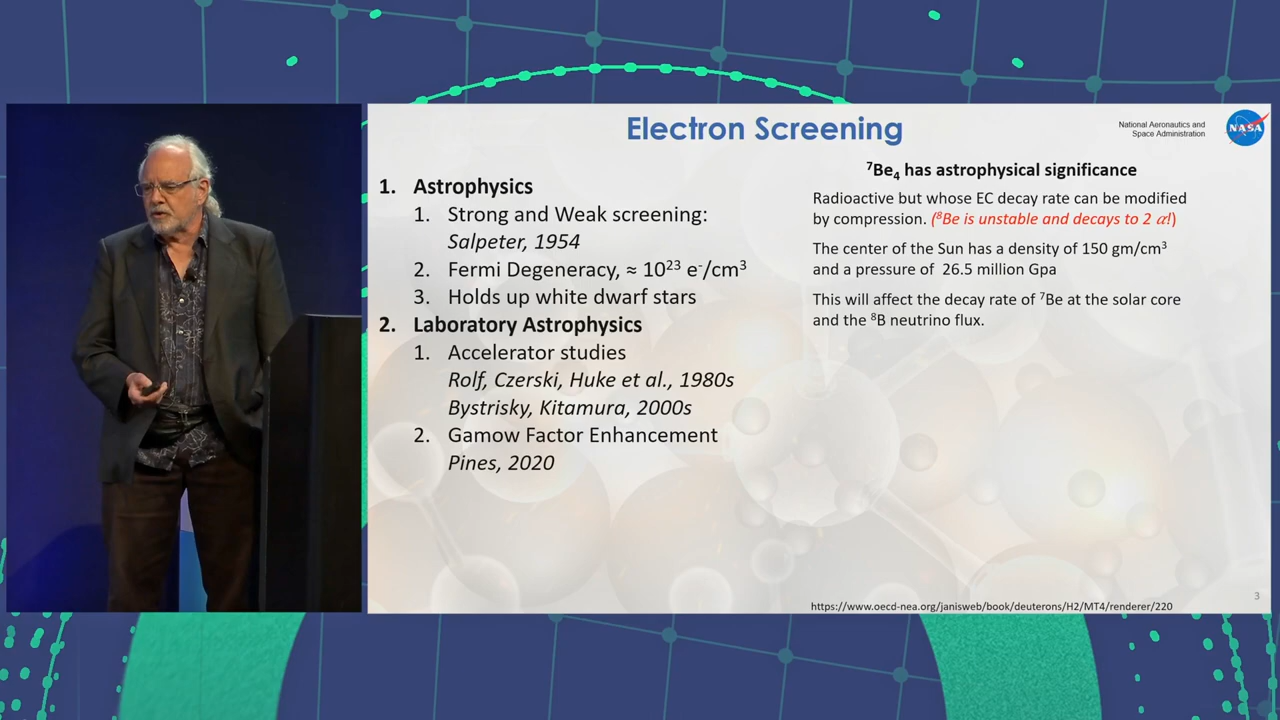 Electron Screening
National Aeronautics and
Space Administration
NASA
1. Astrophysics
1. Strong and Weak screening:
Salpeter, 1954
2. Fermi Degeneracy, ≈ 10²³ e⁻/cm³
3. Holds up white dwarf stars
2. Laboratory Astrophysics
1. Accelerator studies
Rolf, Czerski, Huke et al., 1980s
Bystrisky, Kitamura, 2000s
2. Gamow Factor Enhancement
Pines, 2020
⁷Be₄ has astrophysical significance
Radioactive but whose EC decay rate can be modified
by compression. (⁸Be is unstable and decays to 2 α!)
The center of the Sun has a density of 150 gm/cm³
and a pressure of 26.5 million Gpa
This will affect the decay rate of ⁷Be at the solar core
and the ⁸B neutrino flux.
3
https://www.oecd-nea.org/janisweb/book/deuterons/H2/MT4/renderer/220